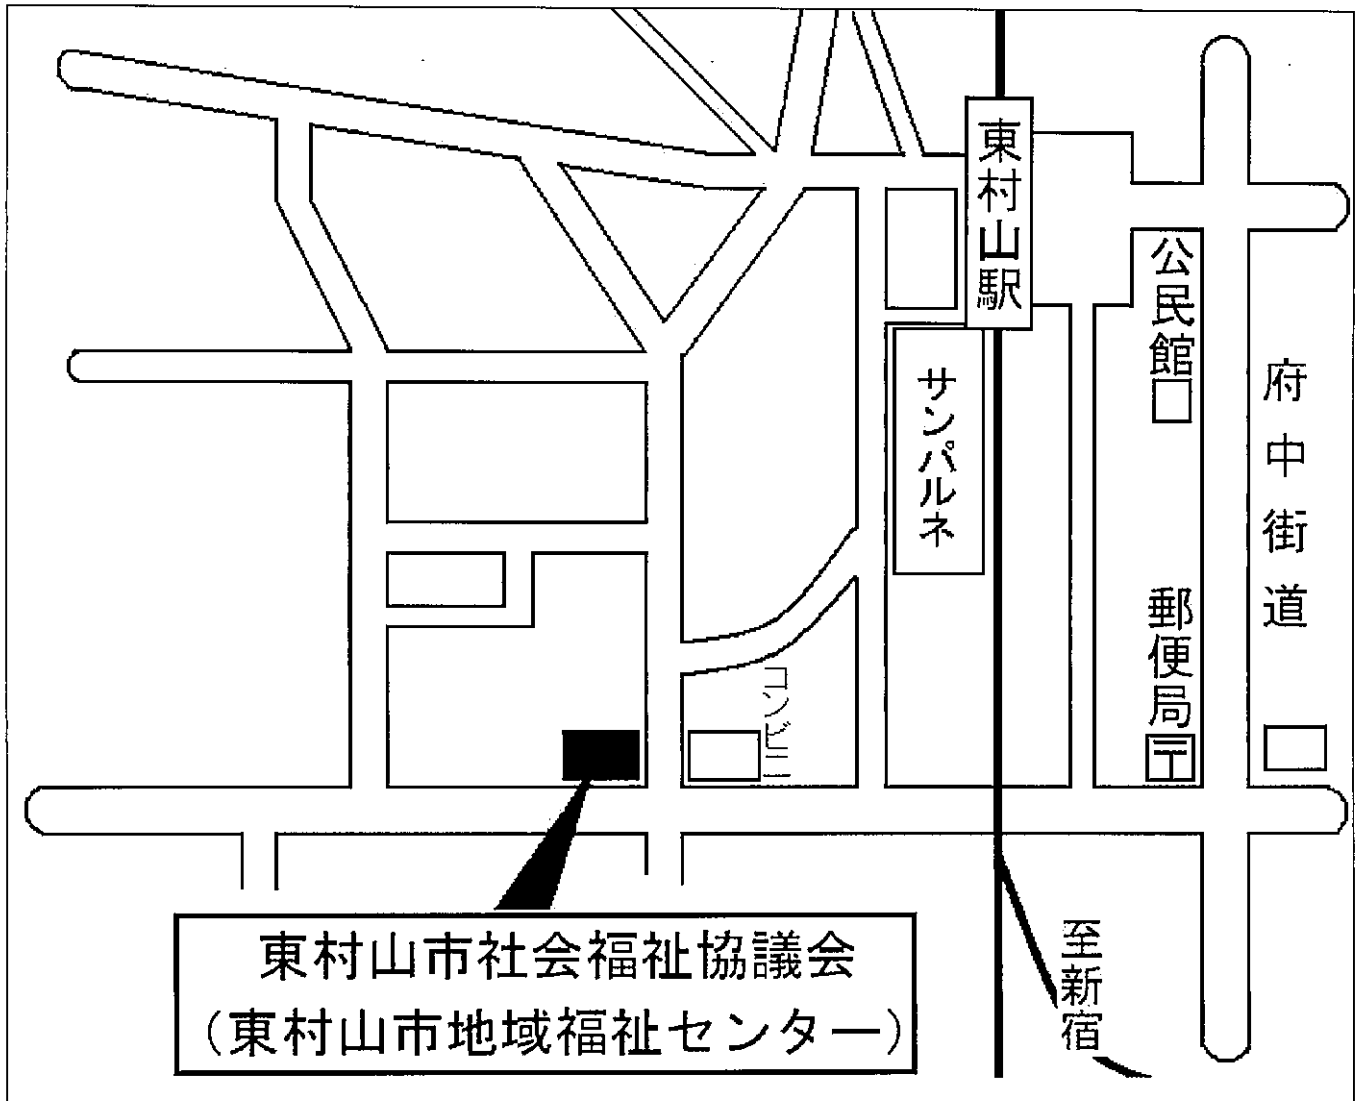 東村山駅
公民館
サンパルネ
府中街道
郵便局
〒
コンビニ
東村山市社会福祉協議会
（東村山市地域福祉センター）
至新宿